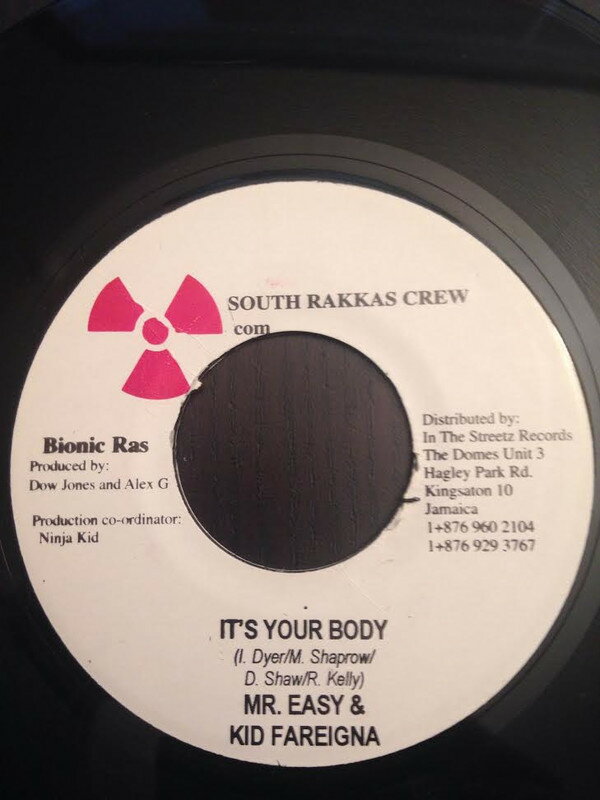 SOUTH RAKKAS CREW
com
Bionic Ras
Produced by:
Dow Jones and Alex G
Production co-ordinator:
Ninja Kid
Distributed by:
In The Streetz Records
The Domes Unit 3
Hagley Park Rd.
Kingsaton 10
Jamaica
1+876 960 2104
1+876 929 3767
IT'S YOUR BODY
(I. Dyer/M. Shaprow/
D. Shaw/R. Kelly)
MR. EASY &
KID FAREIGNA